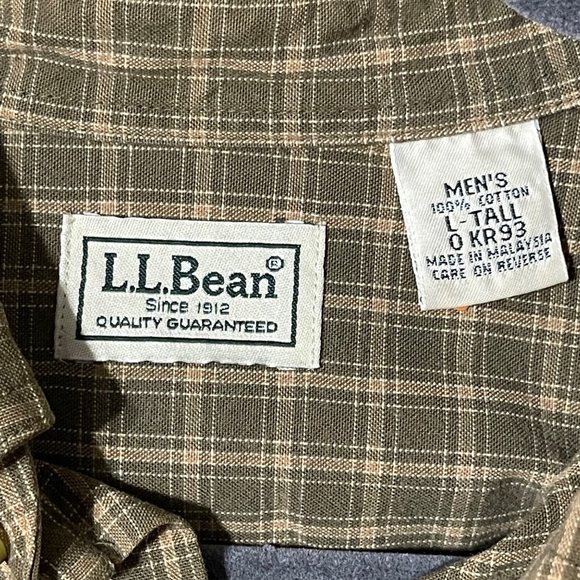 L.L.Bean®
Since 1912
QUALITY GUARANTEED
MEN'S
100% COTTON
L-TALL
0 KR93
MADE IN MALAYSIA
CARE ON REVERSE